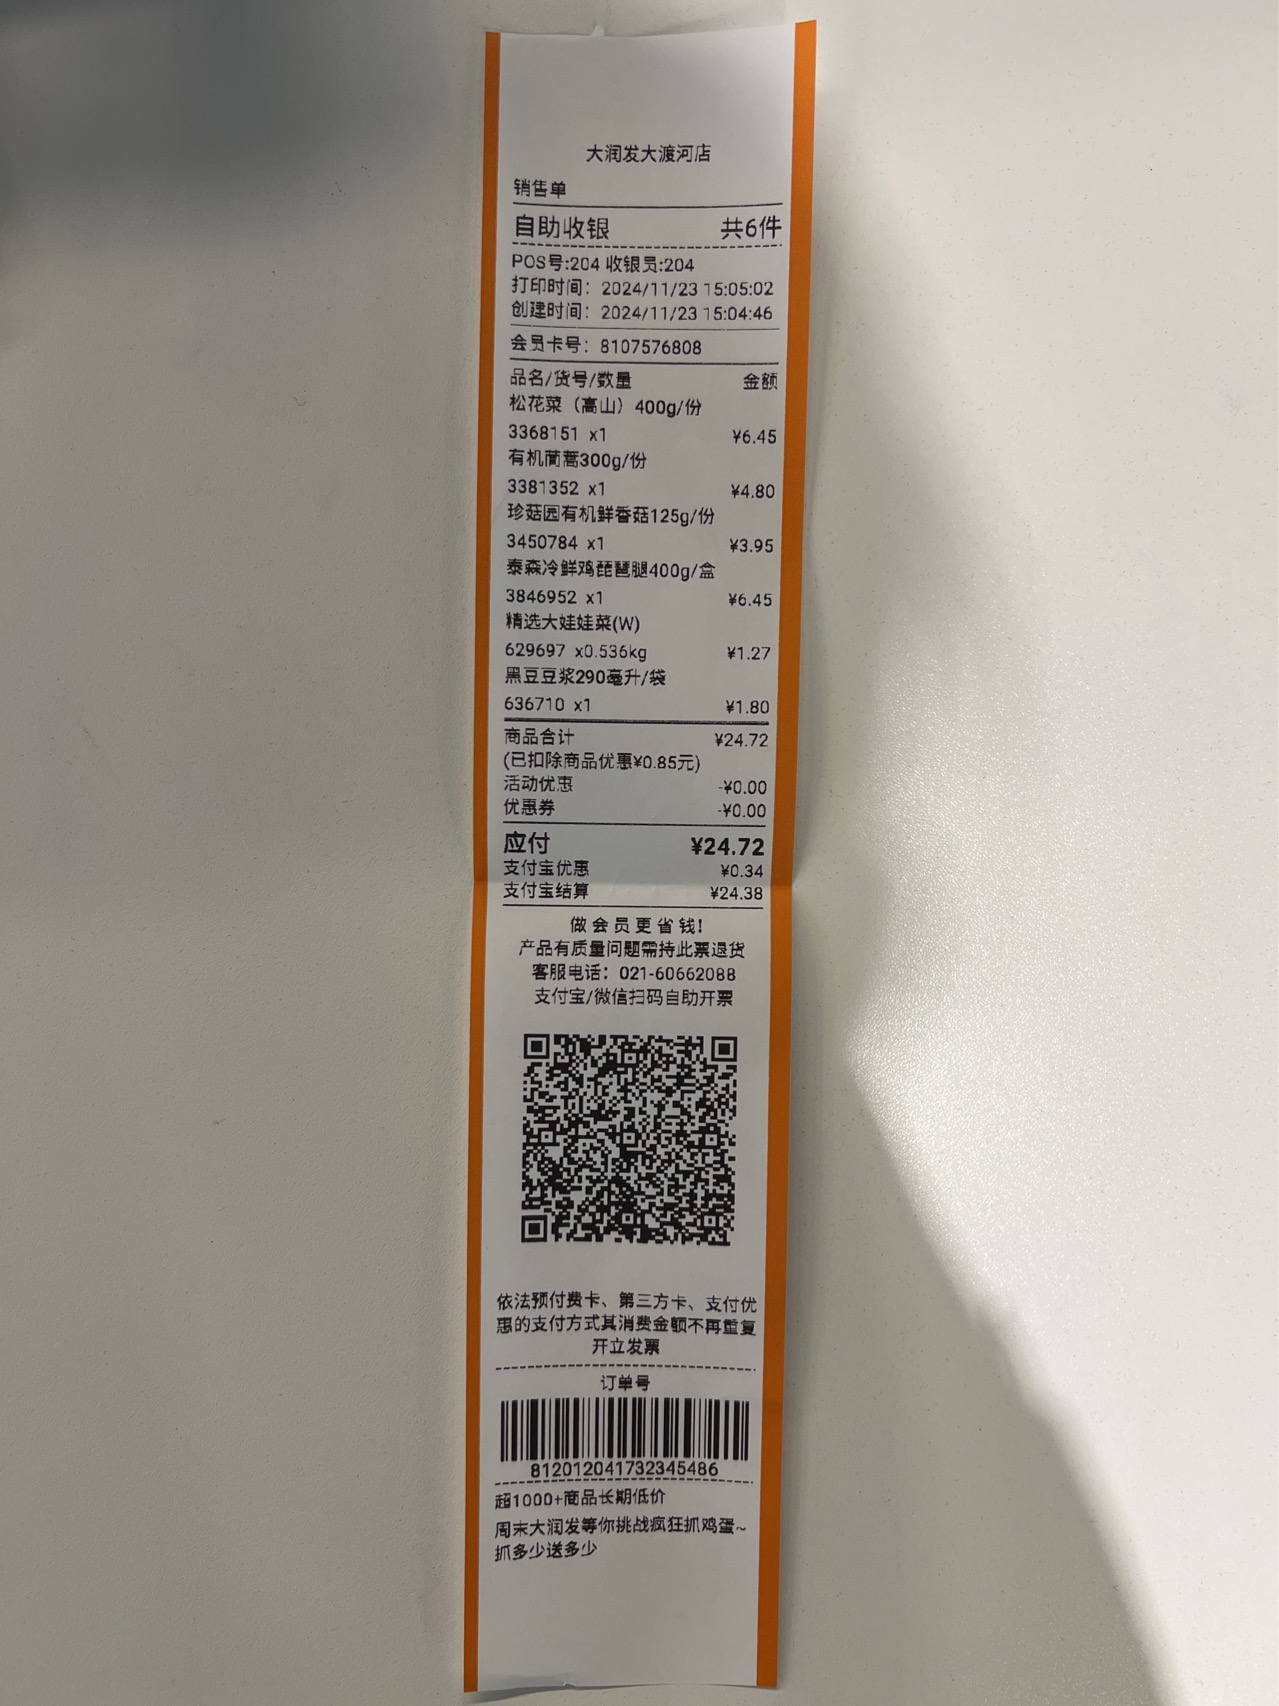 大润发大渡河店
销售单
自助收银 共6件
POS号:204 收银员:204
打印时间：2024/11/23 15:05:02
创建时间：2024/11/23 15:04:46
会员卡号：8107576808
品名/货号/数量 金额
松花菜（高山）400g/份
3368151 x1 ¥6.45
有机茼蒿300g/份
3381352 x1 ¥4.80
珍菇园有机鲜香菇125g/份
3450784 x1 ¥3.95
泰森冷鲜鸡琵琶腿400g/盒
3846952 x1 ¥6.45
精选大娃娃菜(W)
629697 x0.536kg ¥1.27
黑豆豆浆290毫升/袋
636710 x1 ¥1.80
商品合计 ¥24.72
(已扣除商品优惠¥0.85元)
活动优惠 -¥0.00
优惠券 -¥0.00
应付 ¥24.72
支付宝优惠 ¥0.34
支付宝结算 ¥24.38
做会员更省钱!
产品有质量问题需持此票退货
客服电话：021-60662088
支付宝/微信扫码自助开票
依法预付费卡、第三方卡、支付优
惠的支付方式其消费金额不再重复
开立发票
订单号
812012041732345486
超1000+商品长期低价
周末大润发等你挑战疯狂抓鸡蛋~
抓多少送多少